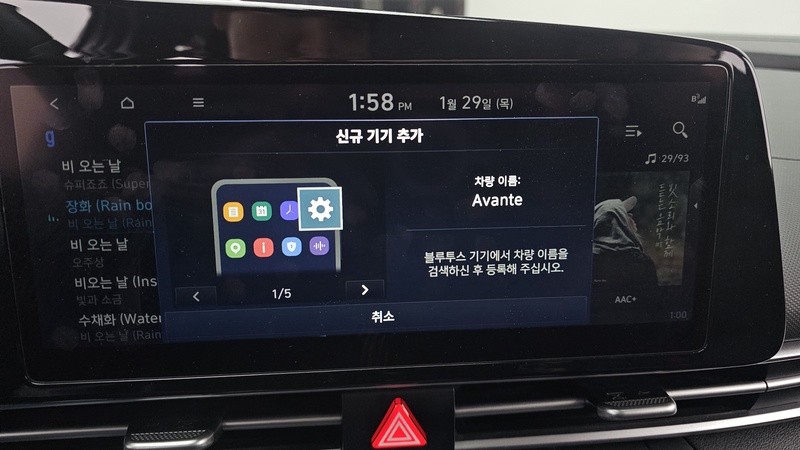 1:58 PM 1월 29일 (목)
신규 기기 추가
차량 이름:
Avante
블루투스 기기에서 차량 이름을
검색하신 후 등록해 주십시오.
1/5
취소
비 오는 날
슈퍼죠죠 (Super
장화 (Rain bo
비 오는 날 (Rain
비 오는 날
오주상
비오는 날 (Ins
빛과 소금
수채화 (Water
비 오는 날 (Rain
29/93
AAC+
1:00
31